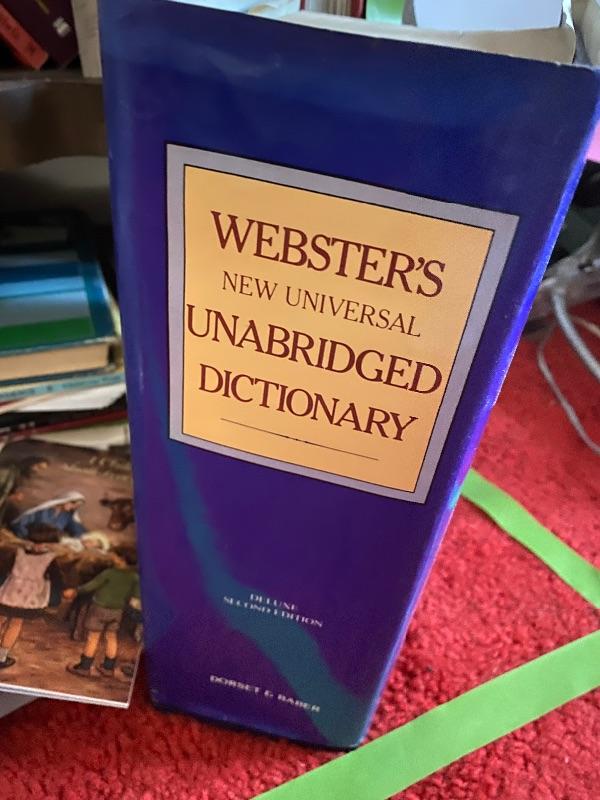 WEBSTER'S
NEW UNIVERSAL
UNABRIDGED
DICTIONARY
DELUXE
SECOND EDITION
DORSET & BABER